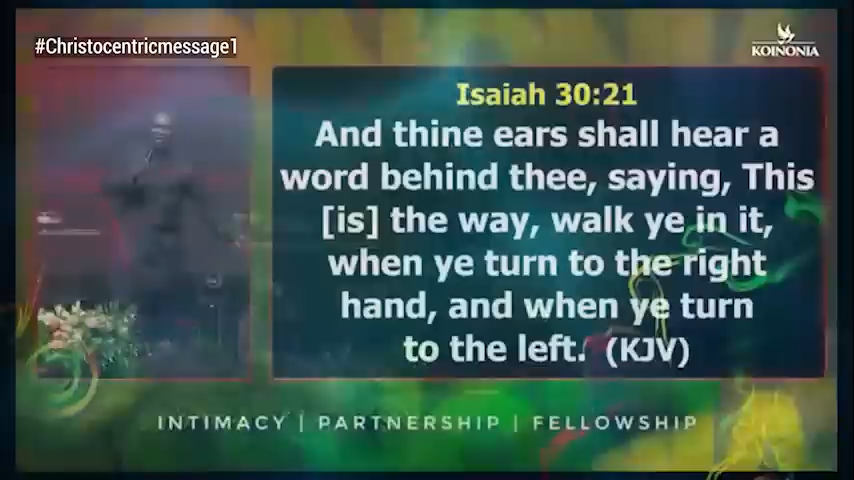 #Christocentricmessage1
KOINONIA
Isaiah 30:21
And thine ears shall hear a
word behind thee, saying, This
[is] the way, walk ye in it,
when ye turn to the right
hand, and when ye turn
to the left. (KJV)
INTIMACY | PARTNERSHIP | FELLOWSHIP